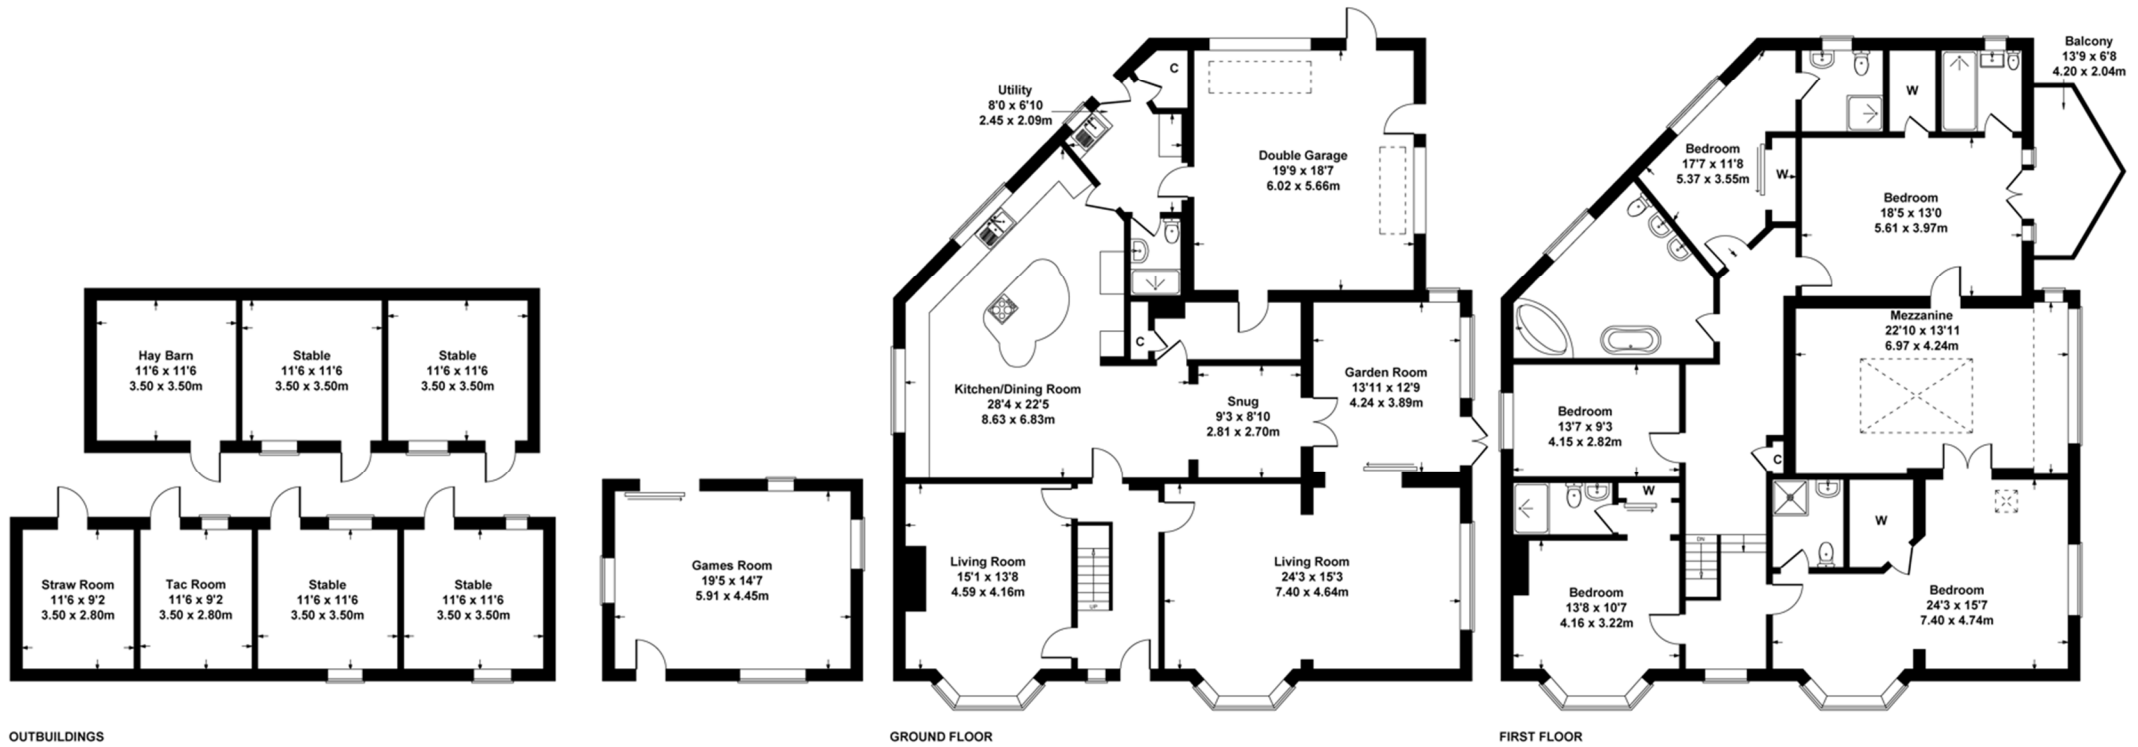 Hay Barn
11'6 x 11'6
3.50 x 3.50m
Stable
11'6 x 11'6
3.50 x 3.50m
Stable
11'6 x 11'6
3.50 x 3.50m
Straw Room
11'6 x 9'2
3.50 x 2.80m
Tac Room
11'6 x 9'2
3.50 x 2.80m
Stable
11'6 x 11'6
3.50 x 3.50m
Stable
11'6 x 11'6
3.50 x 3.50m
OUTBUILDINGS
Games Room
19'5 x 14'7
5.91 x 4.45m
C
Utility
8'0 x 6'10
2.45 x 2.09m
Double Garage
19'9 x 18'7
6.02 x 5.66m
C
Kitchen/Dining Room
28'4 x 22'5
8.63 x 6.83m
Snug
9'3 x 8'10
2.81 x 2.70m
Garden Room
13'11 x 12'9
4.24 x 3.89m
Living Room
15'1 x 13'8
4.59 x 4.16m
UP
Living Room
24'3 x 15'3
7.40 x 4.64m
GROUND FLOOR
Balcony
13'9 x 6'8
4.20 x 2.04m
W
Bedroom
17'7 x 11'8
5.37 x 3.55m
W
Bedroom
18'5 x 13'0
5.61 x 3.97m
Mezzanine
22'10 x 13'11
6.97 x 4.24m
Bedroom
13'7 x 9'3
4.15 x 2.82m
C
W
W
DN
Bedroom
13'8 x 10'7
4.16 x 3.22m
Bedroom
24'3 x 15'7
7.40 x 4.74m
FIRST FLOOR